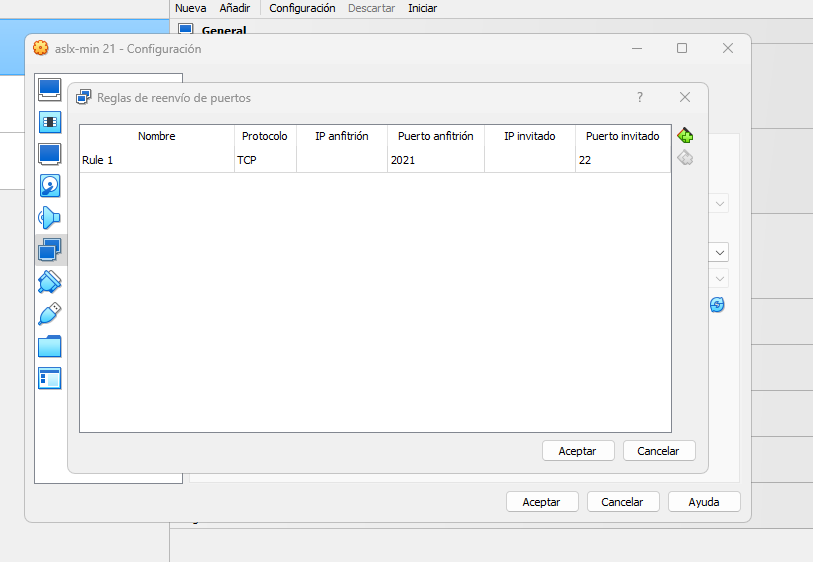 Nueva Añadir Configuración Descartar Iniciar
General
aslx-min 21 - Configuración
Reglas de reenvío de puertos
Nombre Protocolo IP anfitrión Puerto anfitrión IP invitado Puerto invitado
Rule 1 TCP 2021 22
Aceptar Cancelar
Aceptar Cancelar Ayuda